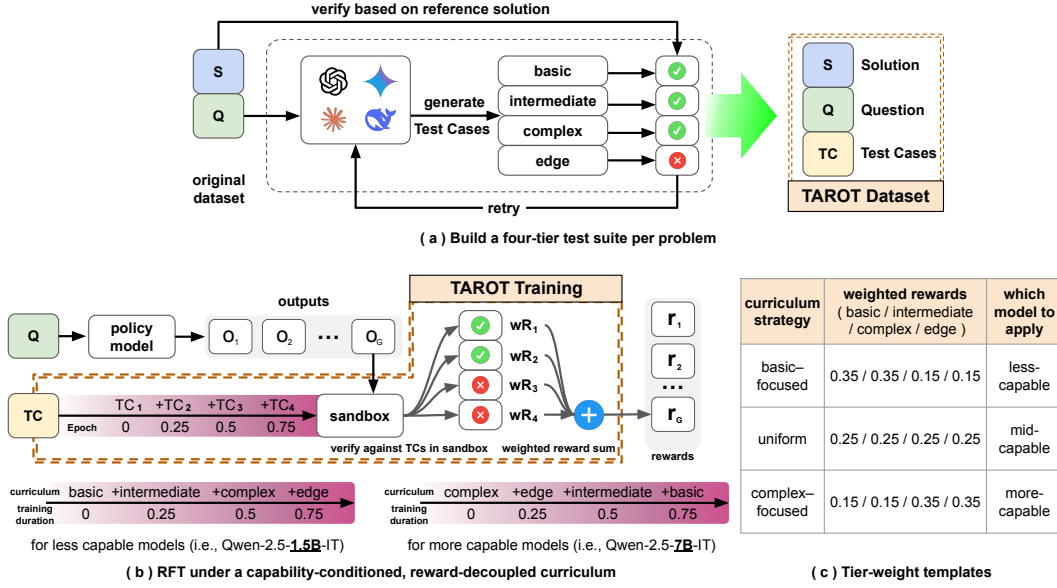 verify based on reference solution
S
Q
original
dataset
generate
Test Cases
basic
intermediate
complex
edge
retry
S
Solution
Q
Question
TC
Test Cases
TAROT Dataset
( a ) Build a four-tier test suite per problem
TAROT Training
outputs
Q
policy
model
O1
O2
...
OG
wR1
wR2
wR3
wR4
r1
r2
...
rG
rewards
TC
TC1 +TC2 +TC3 +TC4
Epoch 0 0.25 0.5 0.75
sandbox
verify against TCs in sandbox
weighted reward sum
curriculum basic +intermediate +complex +edge
training
duration 0 0.25 0.5 0.75
for less capable models (i.e., Qwen-2.5-1.5B-IT)
curriculum complex +edge +intermediate +basic
training
duration 0 0.25 0.5 0.75
for more capable models (i.e., Qwen-2.5-7B-IT)
( b ) RFT under a capability-conditioned, reward-decoupled curriculum
curriculum
strategy
weighted rewards
( basic / intermediate
/ complex / edge )
which
model to
apply
basic–
focused
0.35 / 0.35 / 0.15 / 0.15
less-
capable
uniform
0.25 / 0.25 / 0.25 / 0.25
mid-
capable
complex–
focused
0.15 / 0.15 / 0.35 / 0.35
more-
capable
( c ) Tier-weight templates